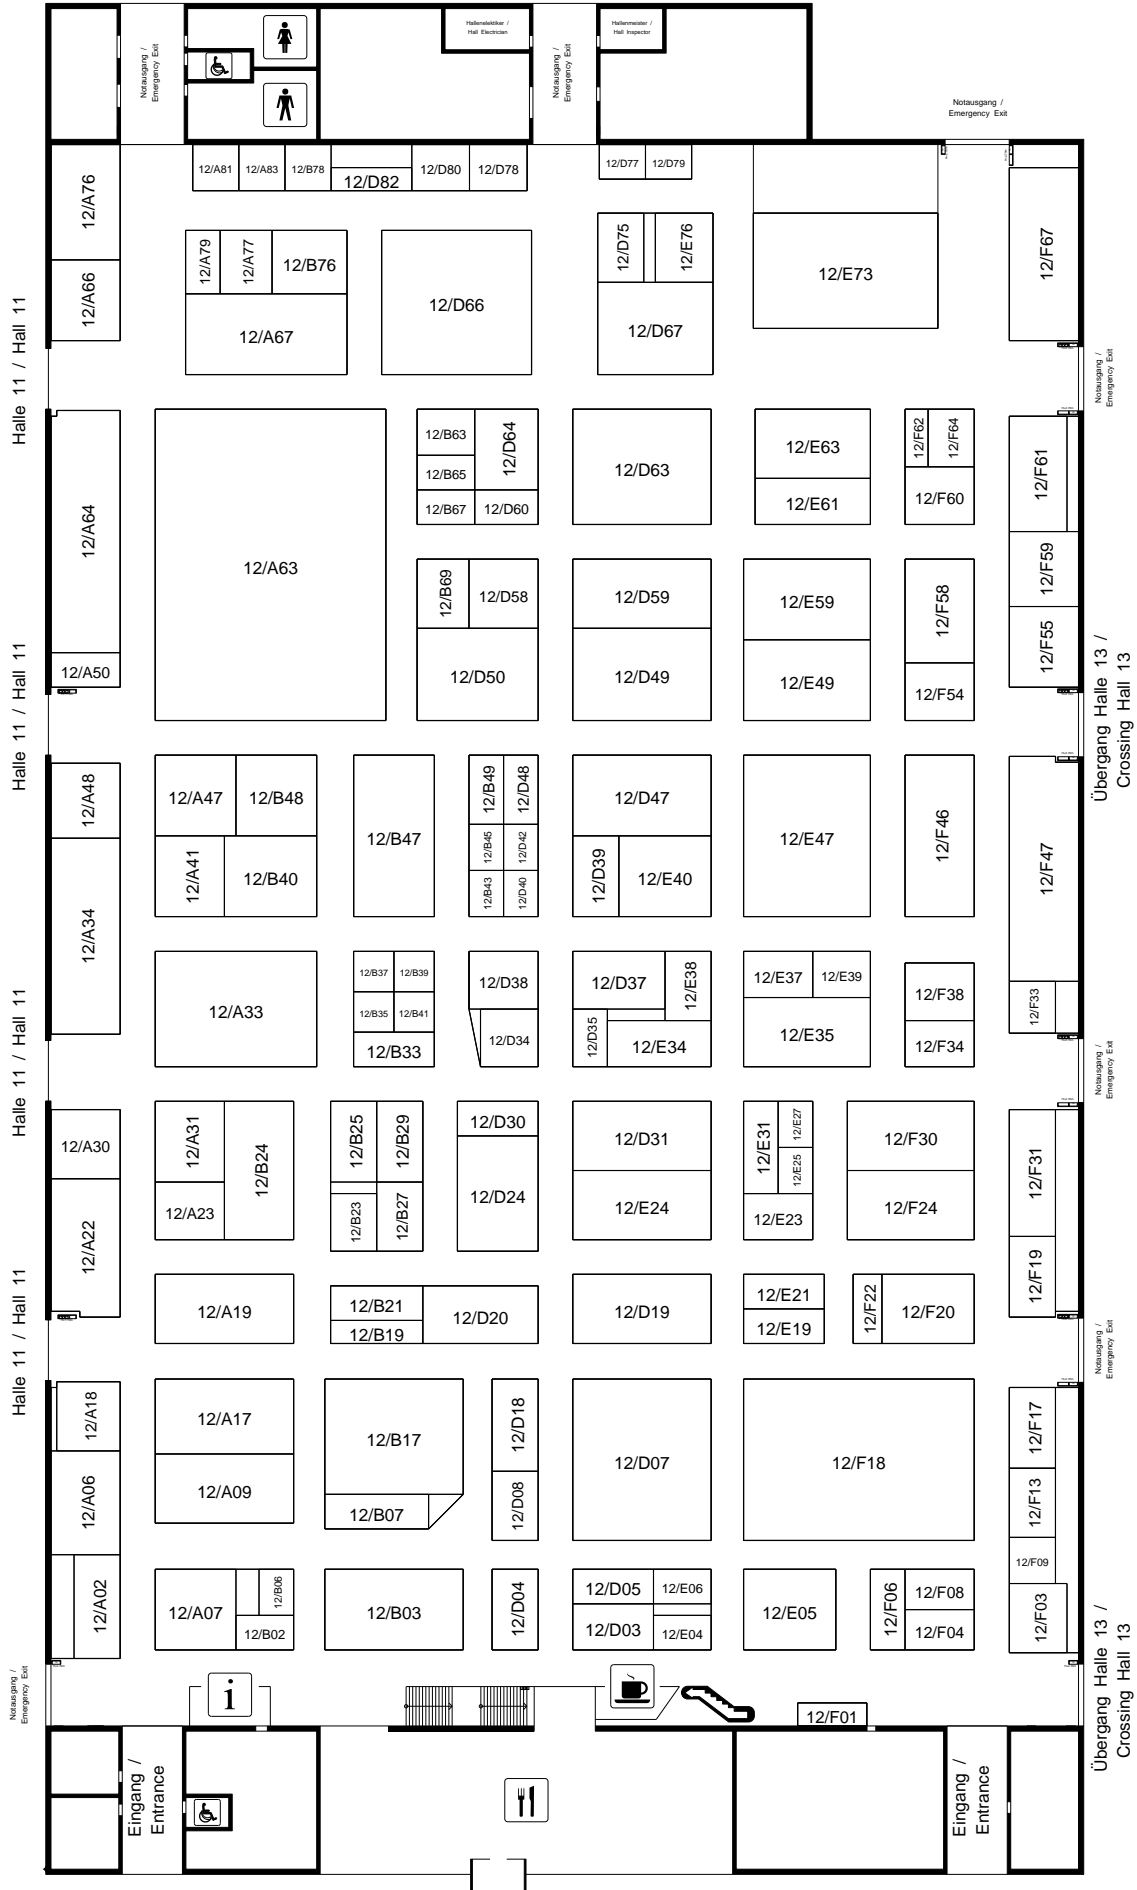 Hallenelektiker /
Hall Electrician
Hallenmeister /
Hall Inspector
Notausgang /
Emergency Exit
Notausgang /
Emergency Exit
Notausgang /
Emergency Exit
12/A76
12/A81
12/A83
12/B78
12/D82
12/D80
12/D78
12/D77
12/D79
12/F67
12/A66
12/A79
12/A77
12/B76
12/A67
12/D66
12/D75
12/E76
12/D67
12/E73
Halle 11 / Hall 11
Notausgang /
Emergency Exit
12/A64
12/A63
12/B63
12/D64
12/B65
12/B67
12/D60
12/D63
12/E63
12/E61
12/F62
12/F64
12/F60
12/F61
12/F59
12/B69
12/D58
12/D50
12/D59
12/D49
12/E59
12/E49
12/F58
12/F54
12/F55
12/A50
Halle 11 / Hall 11
Übergang Halle 13 /
Crossing Hall 13
12/A48
12/A47
12/B48
12/A41
12/B40
12/B47
12/B49
12/D48
12/B45
12/D42
12/B43
12/D40
12/D47
12/D39
12/E40
12/E47
12/F46
12/F47
12/A34
12/A33
12/B37
12/B39
12/B35
12/B41
12/B33
12/D38
12/D34
12/D37
12/E38
12/D35
12/E34
12/E37
12/E39
12/E35
12/F38
12/F34
12/F33
Halle 11 / Hall 11
Notausgang /
Emergency Exit
12/A30
12/A22
12/A31
12/A23
12/B24
12/B25
12/B29
12/B23
12/B27
12/D30
12/D24
12/D31
12/E24
12/E31
12/E27
12/E25
12/E23
12/F30
12/F24
12/F31
12/F19
12/A19
12/B21
12/B19
12/D20
12/D19
12/E21
12/E19
12/F22
12/F20
Halle 11 / Hall 11
Notausgang /
Emergency Exit
12/A18
12/A06
12/A17
12/A09
12/B17
12/B07
12/D18
12/D08
12/D07
12/F18
12/F17
12/F13
12/F09
12/A02
12/A07
12/B06
12/B02
12/B03
12/D04
12/D05
12/E06
12/D03
12/E04
12/E05
12/F06
12/F08
12/F04
12/F03
Notausgang /
Emergency Exit
Übergang Halle 13 /
Crossing Hall 13
i
12/F01
Eingang /
Entrance
Eingang /
Entrance